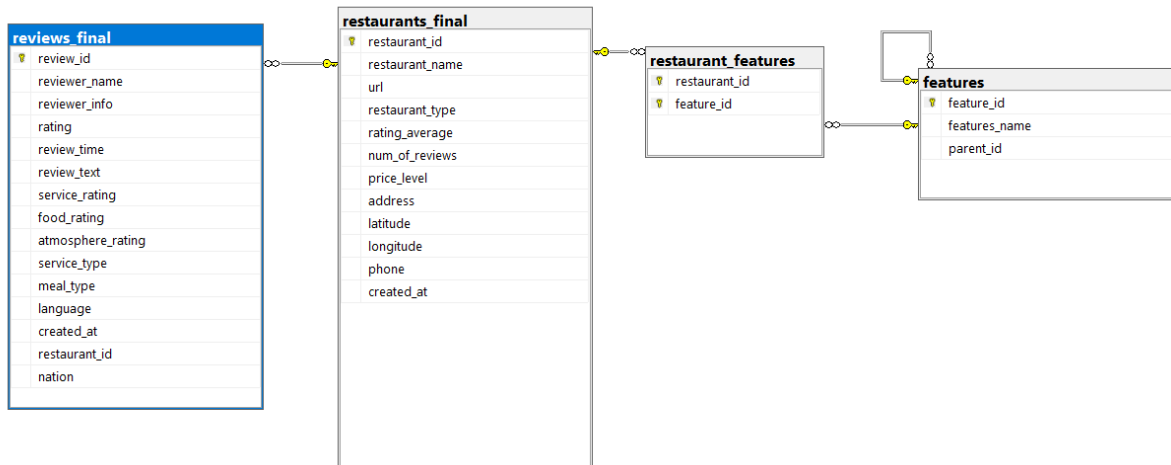 reviews_final
review_id
reviewer_name
reviewer_info
rating
review_time
review_text
service_rating
food_rating
atmosphere_rating
service_type
meal_type
language
created_at
restaurant_id
nation
restaurants_final
restaurant_id
restaurant_name
url
restaurant_type
rating_average
num_of_reviews
price_level
address
latitude
longitude
phone
created_at
restaurant_features
restaurant_id
feature_id
features
feature_id
features_name
parent_id